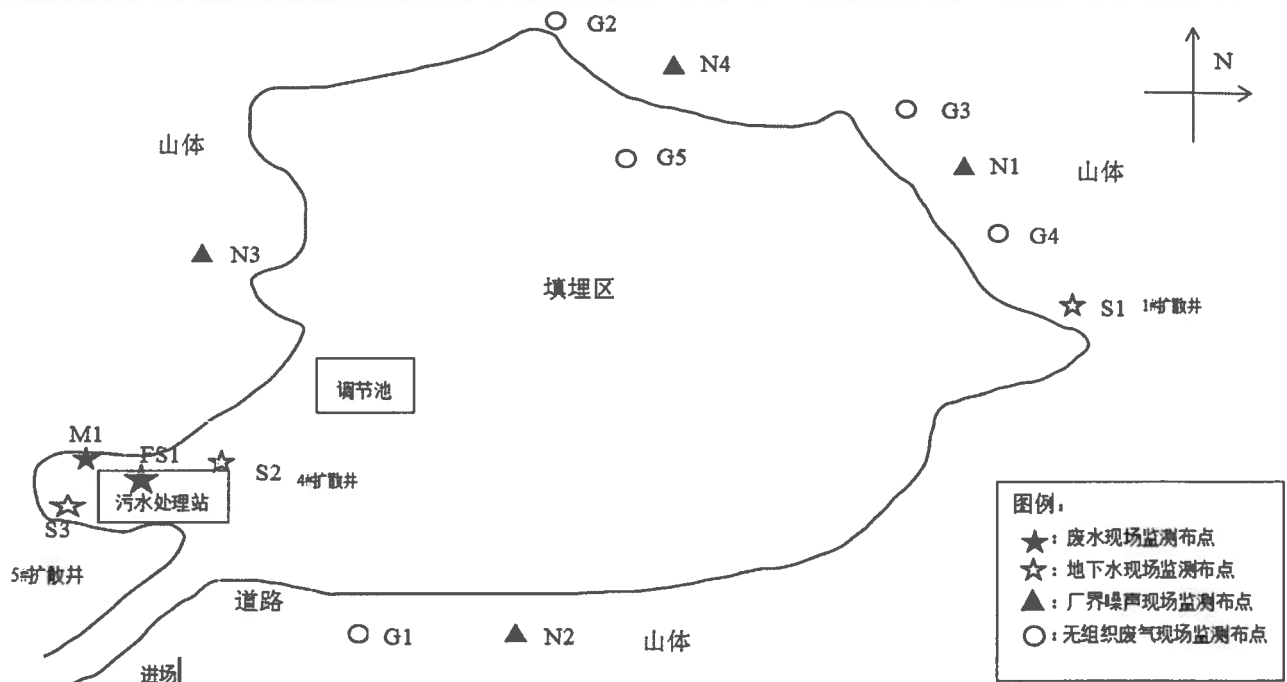 G2
N
N4
G3
山体
G5
N1
山体
G4
N3
填埋区
S1 1#扩散井
调节池
M1
FS1
S2 4#扩散井
污水处理站
S3
5#扩散井
道路
G1
N2
山体
进场
图例：
★：废水现场监测布点
☆：地下水现场监测布点
▲：厂界噪声现场监测布点
○：无组织废气现场监测布点